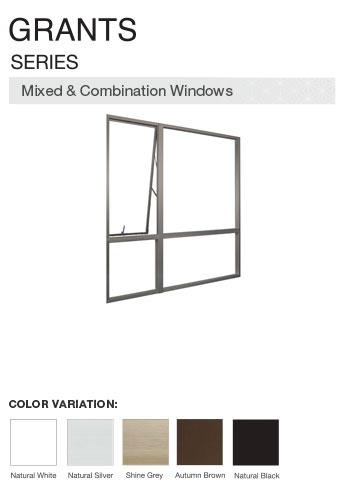 GRANTS
SERIES
Mixed & Combination Windows
COLOR VARIATION:
Natural White Natural Silver Shine Grey Autumn Brown Natural Black